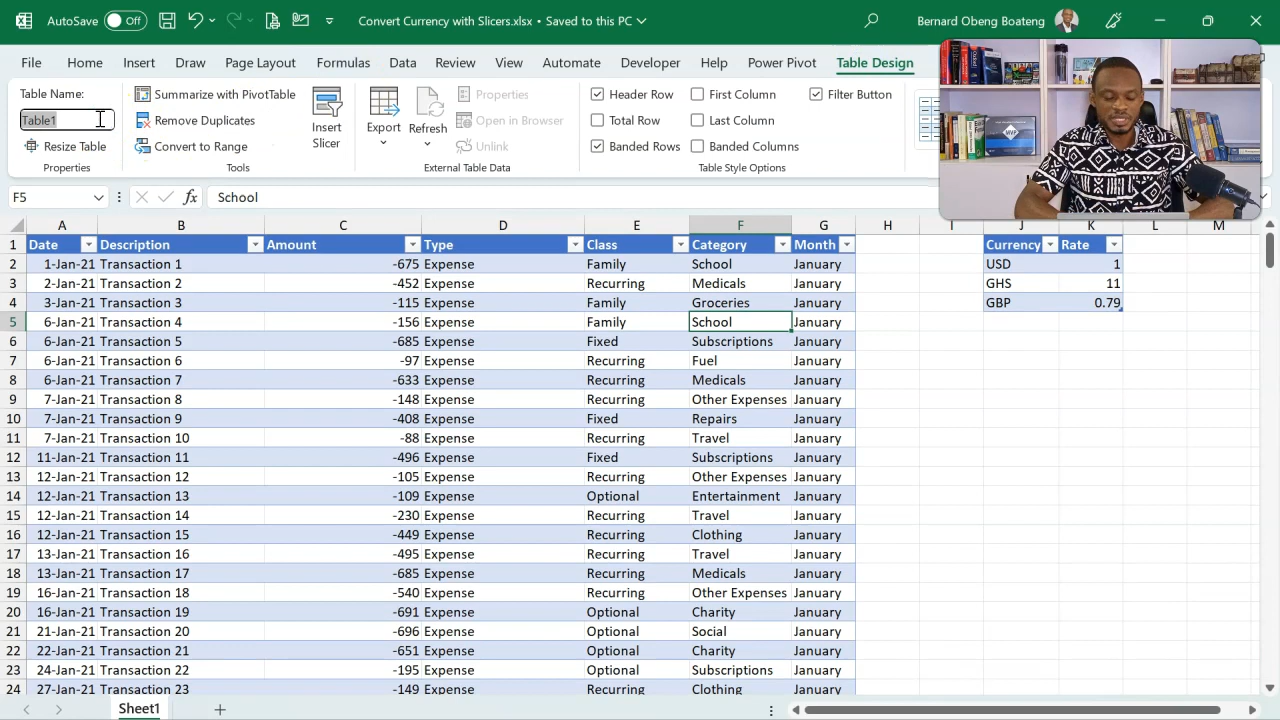 AutoSave Off Convert Currency with Slicers.xlsx • Saved to this PC Bernard Obeng Boateng
File Home Insert Draw Page Layout Formulas Data Review View Automate Developer Help Power Pivot Table Design
Table Name:
Table1
Resize Table
Properties
Summarize with PivotTable
Remove Duplicates
Convert to Range
Tools
Insert Slicer
Export
Refresh
Properties
Open in Browser
Unlink
External Table Data
Header Row First Column Filter Button
Total Row Last Column
Banded Rows Banded Columns
Table Style Options
MVP
F5 fx School
A B C D E F G H I J K L M
1 Date Description Amount Type Class Category Month Currency Rate
2 1-Jan-21 Transaction 1 -675 Expense Family School January USD 1
3 2-Jan-21 Transaction 2 -452 Expense Recurring Medicals January GHS 11
4 3-Jan-21 Transaction 3 -115 Expense Family Groceries January GBP 0.79
5 6-Jan-21 Transaction 4 -156 Expense Family School January
6 6-Jan-21 Transaction 5 -685 Expense Fixed Subscriptions January
7 6-Jan-21 Transaction 6 -97 Expense Recurring Fuel January
8 6-Jan-21 Transaction 7 -633 Expense Recurring Medicals January
9 7-Jan-21 Transaction 8 -148 Expense Recurring Other Expenses January
10 7-Jan-21 Transaction 9 -408 Expense Fixed Repairs January
11 7-Jan-21 Transaction 10 -88 Expense Recurring Travel January
12 11-Jan-21 Transaction 11 -496 Expense Fixed Subscriptions January
13 12-Jan-21 Transaction 12 -105 Expense Recurring Other Expenses January
14 12-Jan-21 Transaction 13 -109 Expense Optional Entertainment January
15 12-Jan-21 Transaction 14 -230 Expense Recurring Travel January
16 12-Jan-21 Transaction 15 -449 Expense Recurring Clothing January
17 13-Jan-21 Transaction 16 -495 Expense Recurring Travel January
18 13-Jan-21 Transaction 17 -685 Expense Recurring Medicals January
19 16-Jan-21 Transaction 18 -540 Expense Recurring Other Expenses January
20 16-Jan-21 Transaction 19 -691 Expense Optional Charity January
21 21-Jan-21 Transaction 20 -696 Expense Optional Social January
22 22-Jan-21 Transaction 21 -651 Expense Optional Charity January
23 24-Jan-21 Transaction 22 -195 Expense Optional Subscriptions January
24 27-Jan-21 Transaction 23 -149 Expense Recurring Clothing January
Sheet1